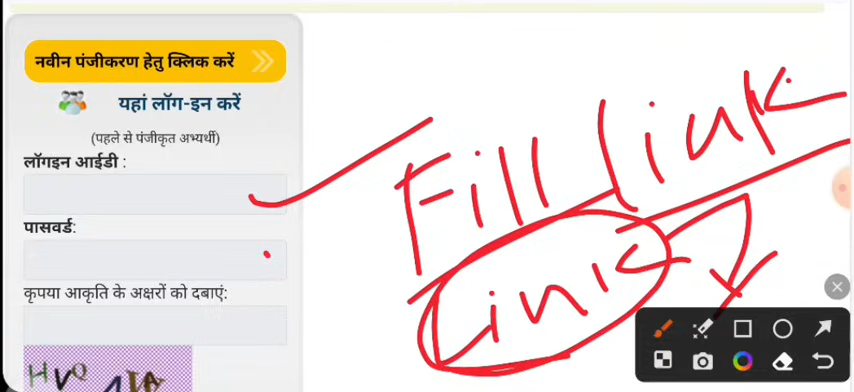 नवीन पंजीकरण हेतु क्लिक करें
यहां लॉग-इन करें
(पहले से पंजीकृत अभ्यर्थी)
लॉगइन आईडी :
पासवर्ड:
कृपया आकृति के अक्षरों को दबाएं:
Fill link
Link